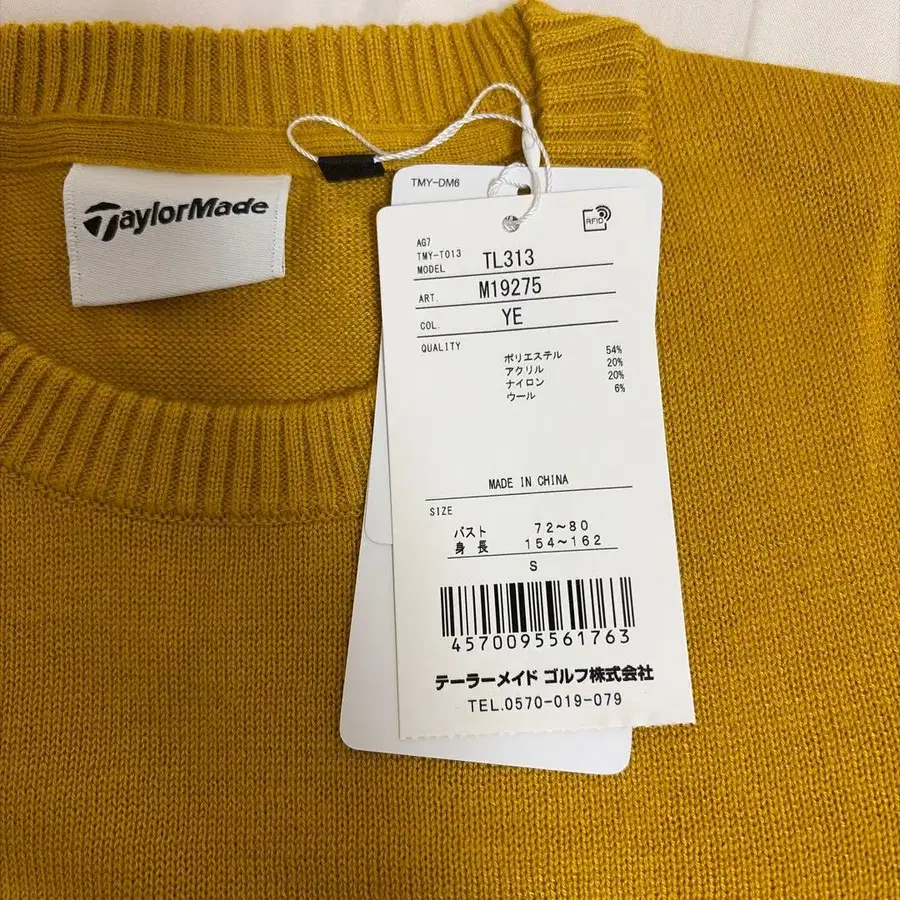 TaylorMade
TMY-DM6
RFID
AG7
TMY-T013
MODEL TL313
ART. M19275
COL. YE
QUALITY
ポリエステル 54%
アクリル 20%
ナイロン 20%
ウール 6%
MADE IN CHINA
SIZE
バスト 72～80
身長 154～162
S
4570095561763
テーラーメイド ゴルフ株式会社
TEL.0570-019-079